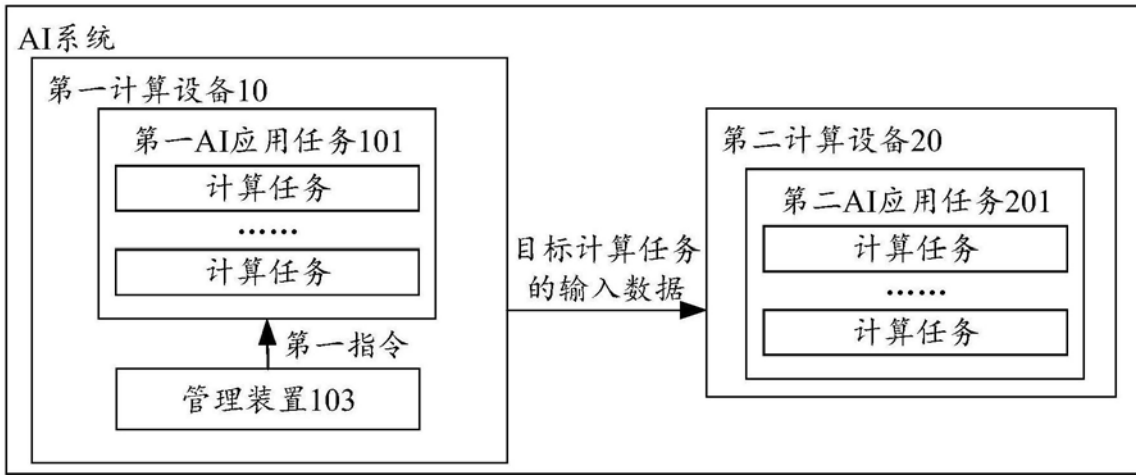 AI系统
第一计算设备10
第一AI应用任务101
计算任务
……
计算任务
第一指令
管理装置103
目标计算任务
的输入数据
第二计算设备20
第二AI应用任务201
计算任务
……
计算任务